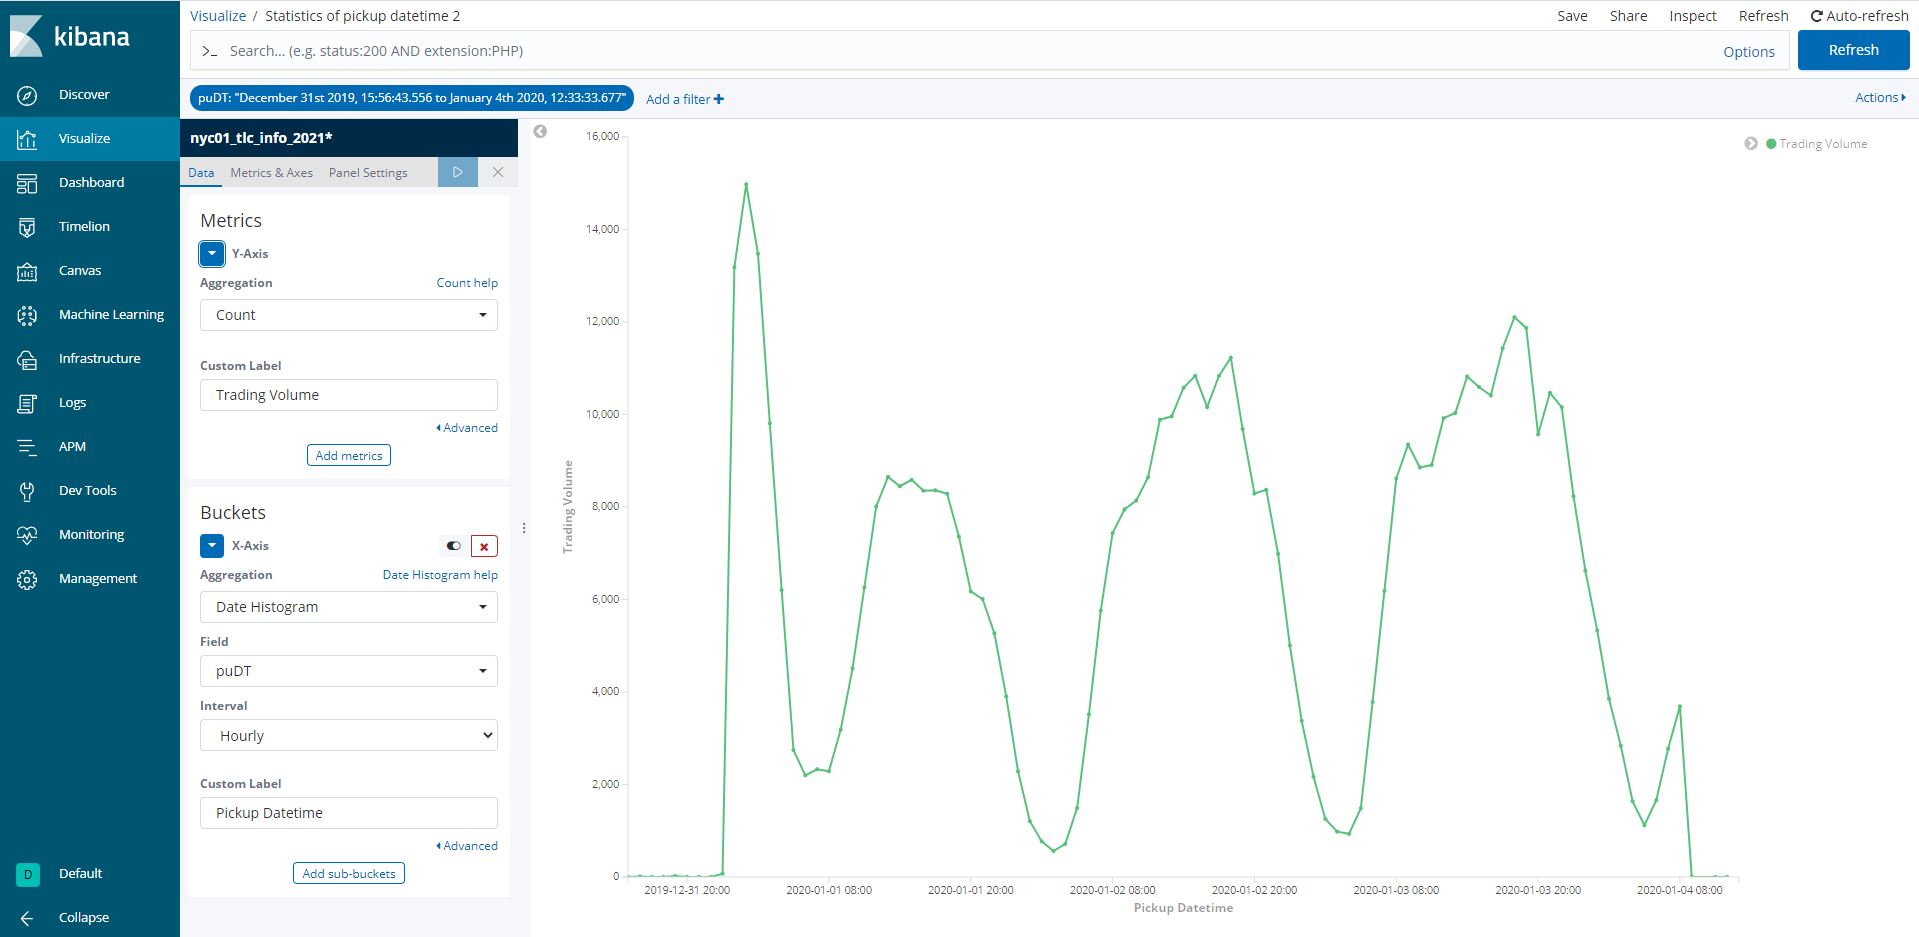 kibana
Discover
Visualize
Dashboard
Timelion
Canvas
Machine Learning
Infrastructure
Logs
APM
Dev Tools
Monitoring
Management
D Default
Collapse
Visualize / Statistics of pickup datetime 2
Save Share Inspect Refresh Auto-refresh
>_ Search... (e.g. status:200 AND extension:PHP) Options Refresh
puDT: "December 31st 2019, 15:56:43.556 to January 4th 2020, 12:33:33.677" Add a filter + Actions
nyc01_tlc_info_2021*
Data Metrics & Axes Panel Settings
Metrics
Y-Axis
Aggregation Count help
Count
Custom Label
Trading Volume
Advanced
Add metrics
Buckets
X-Axis
Aggregation Date Histogram help
Date Histogram
Field
puDT
Interval
Hourly
Custom Label
Pickup Datetime
Advanced
Add sub-buckets
Trading Volume
16,000
14,000
12,000
10,000
8,000
6,000
4,000
2,000
0
Trading Volume
2019-12-31 20:00 2020-01-01 08:00 2020-01-01 20:00 2020-01-02 08:00 2020-01-02 20:00 2020-01-03 08:00 2020-01-03 20:00 2020-01-04 08:00
Pickup Datetime